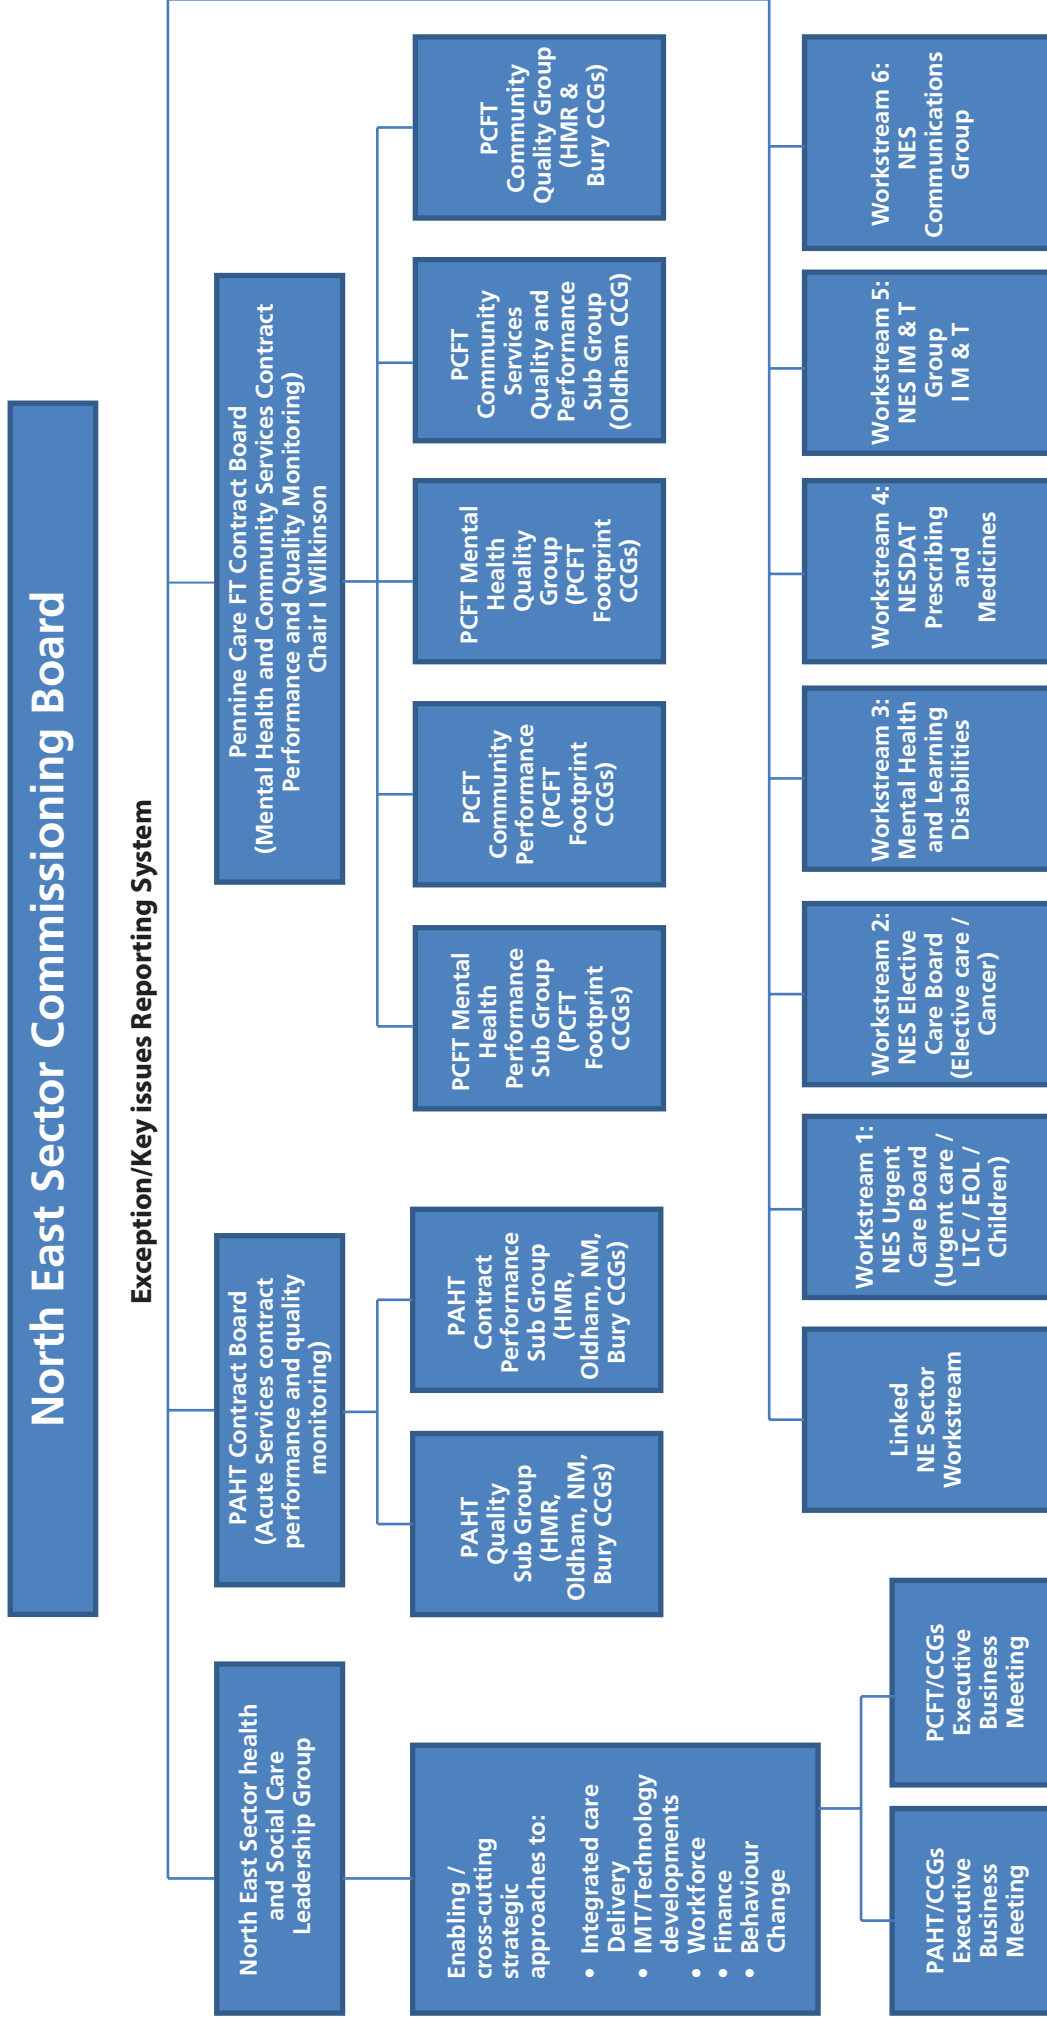 North East Sector Commissioning Board
Exception/Key issues Reporting System
North East Sector health
and Social Care
Leadership Group
PAHT Contract Board
(Acute Services contract
performance and quality
monitoring)
Pennine Care FT Contract Board
(Mental Health and Community Services Contract
Performance and Quality Monitoring)
Chair I Wilkinson
Enabling /
cross-cutting
strategic
approaches to:
• Integrated care
Delivery
• IMT/Technology
developments
• Workforce
• Finance
• Behaviour
Change
PAHT
Quality
Sub Group
(HMR,
Oldham, NM,
Bury CCGs)
PAHT
Contract
Performance
Sub Group
(HMR,
Oldham, NM,
Bury CCGs)
PCFT Mental
Health
Performance
Sub Group
(PCFT
Footprint
CCGs)
PCFT
Community
Performance
(PCFT
Footprint
CCGs)
PCFT Mental
Health
Quality
Group
(PCFT
Footprint
CCGs)
PCFT
Community
Services
Quality and
Performance
Sub Group
(Oldham CCG)
PCFT
Community
Quality Group
(HMR &
Bury CCGs)
PAHT/CCGs
Executive
Business
Meeting
PCFT/CCGs
Executive
Business
Meeting
Linked
NE Sector
Workstream
Workstream 1:
NES Urgent
Care Board
(Urgent care /
LTC / EOL /
Children)
Workstream 2:
NES Elective
Care Board
(Elective care /
Cancer)
Workstream 3:
Mental Health
and Learning
Disabilities
Workstream 4:
NESDAT
Prescribing
and
Medicines
Workstream 5:
NES IM & T
Group
I M & T
Workstream 6:
NES
Communications
Group